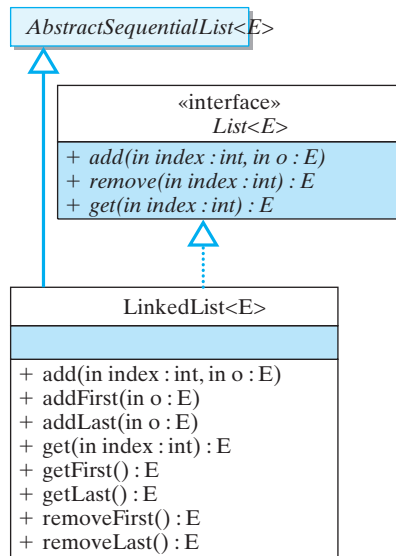 AbstractSequentialList<E>
«interface»
List<E>
+ add(in index : int, in o : E)
+ remove(in index : int) : E
+ get(in index : int) : E
LinkedList<E>
+ add(in index : int, in o : E)
+ addFirst(in o : E)
+ addLast(in o : E)
+ get(in index : int) : E
+ getFirst() : E
+ getLast() : E
+ removeFirst() : E
+ removeLast() : E